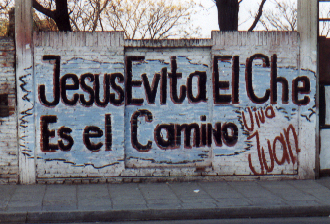 Jesus Evita El Che
Es el Camino
Viva
Juan